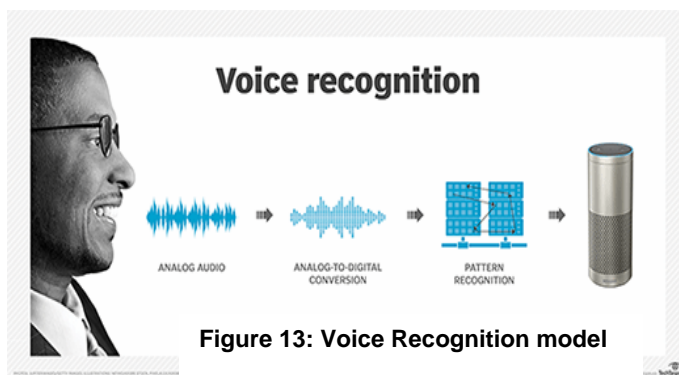 Voice recognition
ANALOG AUDIO
ANALOG-TO-DIGITAL
CONVERSION
PATTERN
RECOGNITION
Figure 13: Voice Recognition model